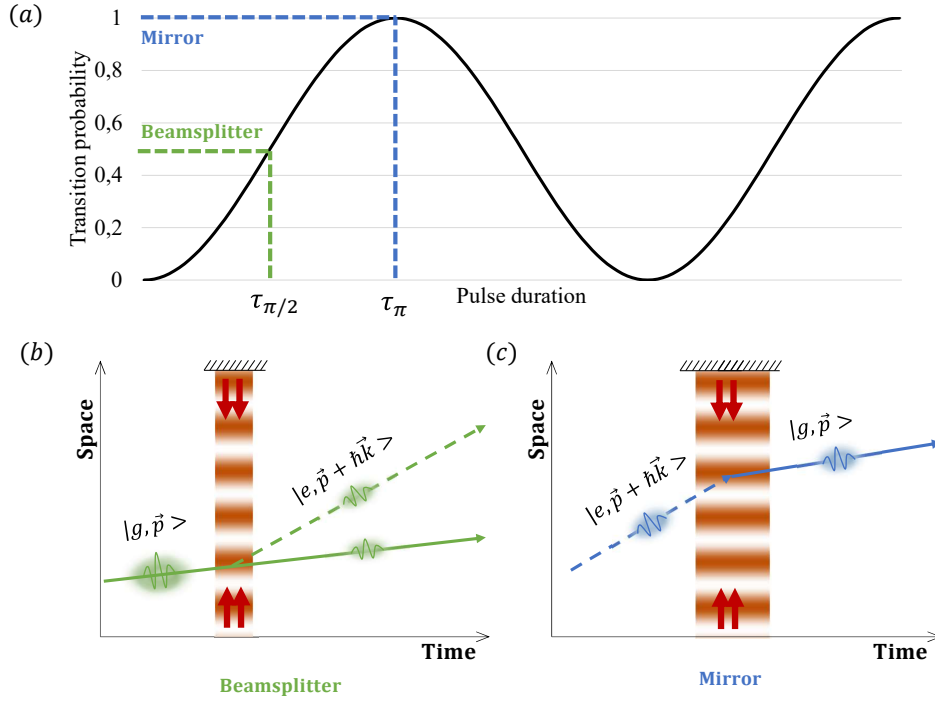 (a)
Transition probability
1
0,8
0,6
0,4
0,2
0
Mirror
Beamsplitter
τπ/2
τπ
Pulse duration
(b)
Space
|g, p⃗ >
|e, p⃗ + ħk⃗ >
Time
Beamsplitter
(c)
Space
|e, p⃗ + ħk⃗ >
|g, p⃗ >
Time
Mirror